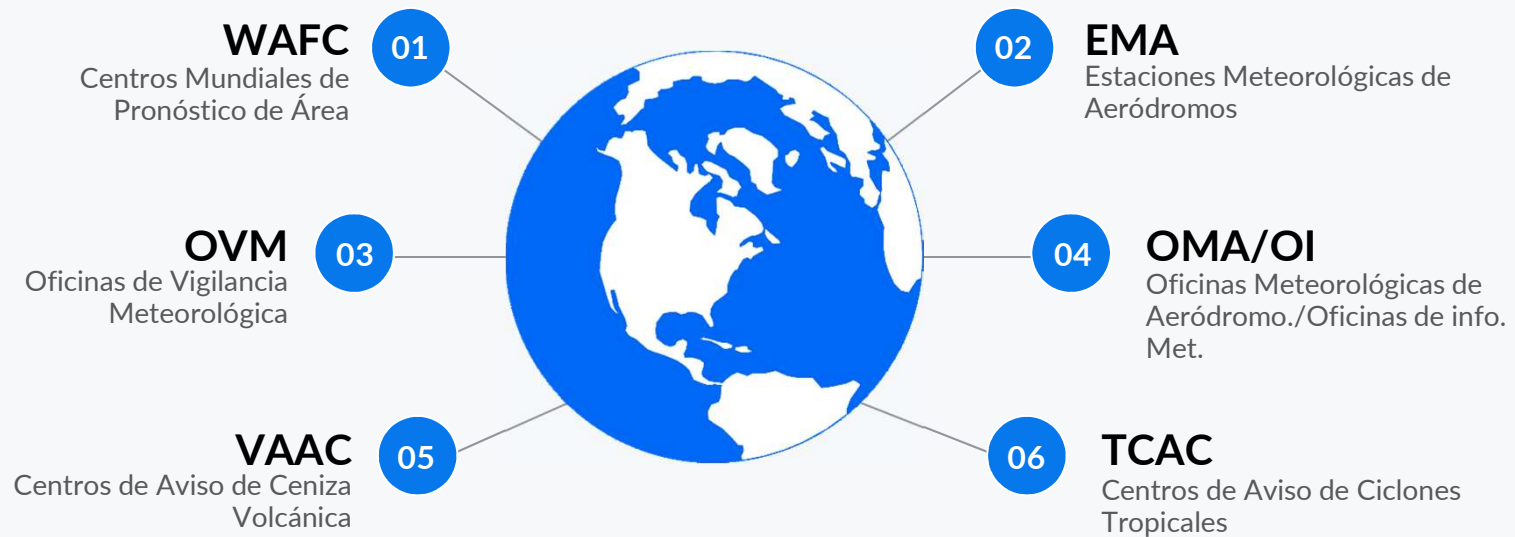 WAFC
01
Centros Mundiales de
Pronóstico de Área
02
EMA
Estaciones Meteorológicas de
Aeródromos
OVM
03
Oficinas de Vigilancia
Meteorológica
04
OMA/OI
Oficinas Meteorológicas de
Aeródromo./Oficinas de info.
Met.
VAAC
05
Centros de Aviso de Ceniza
Volcánica
06
TCAC
Centros de Aviso de Ciclones
Tropicales